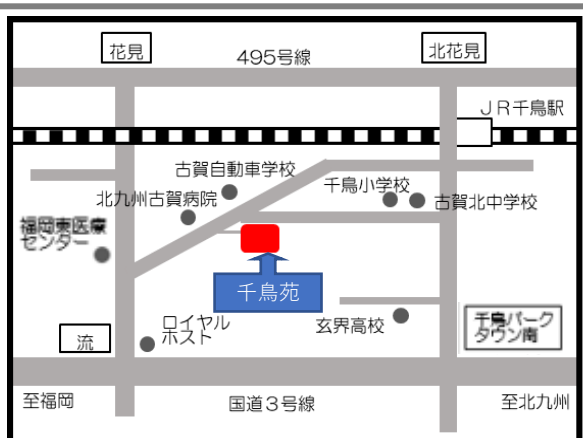 花見
495号線
北花見
ＪＲ千鳥駅
古賀自動車学校
千鳥小学校
北九州古賀病院
古賀北中学校
福岡東医療
センター
千鳥苑
ロイヤル
ホスト
玄界高校
千鳥パーク
タウン南
流
至福岡
国道３号線
至北九州